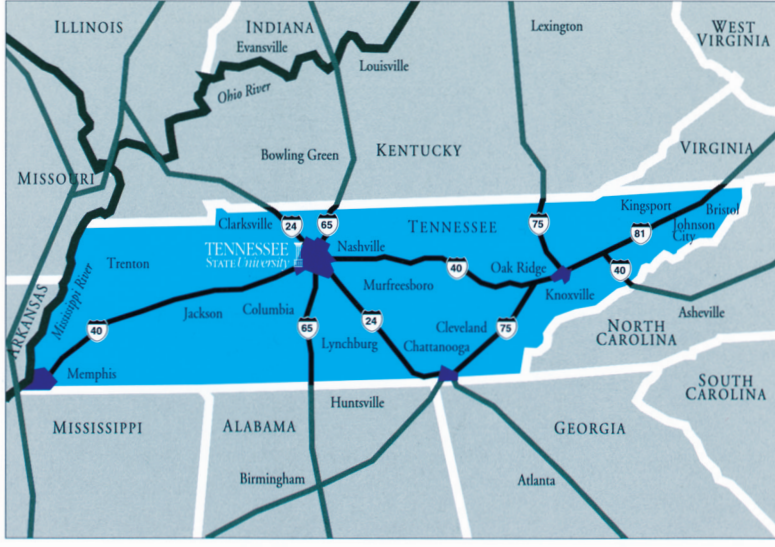 ILLINOIS
INDIANA
Evansville
Lexington
WEST
VIRGINIA
Louisville
Ohio River
Bowling Green
KENTUCKY
VIRGINIA
MISSOURI
Clarksville
24
65
TENNESSEE
75
Kingsport
Bristol
81
Johnson
City
TENNESSEE
STATE University
Nashville
Trenton
Mississippi River
40
Oak Ridge
40
Murfreesboro
Knoxville
ARKANSAS
Jackson
Columbia
Asheville
40
65
24
Lynchburg
Cleveland
75
Chattanooga
NORTH
CAROLINA
Memphis
SOUTH
CAROLINA
Huntsville
MISSISSIPPI
ALABAMA
GEORGIA
Birmingham
Atlanta